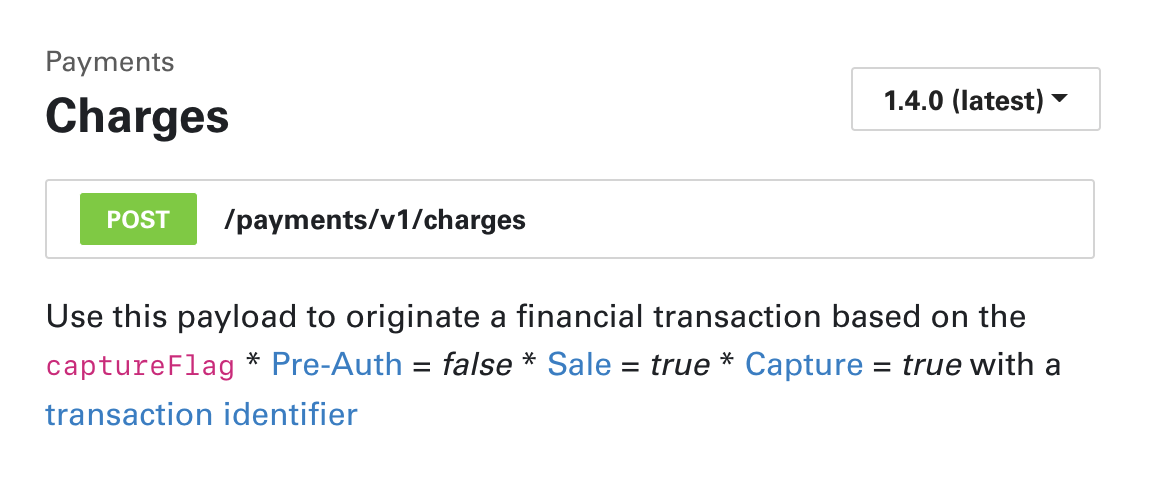 Payments
Charges
1.4.0 (latest)
POST /payments/v1/charges
Use this payload to originate a financial transaction based on the
captureFlag * Pre-Auth = false * Sale = true * Capture = true with a
transaction identifier